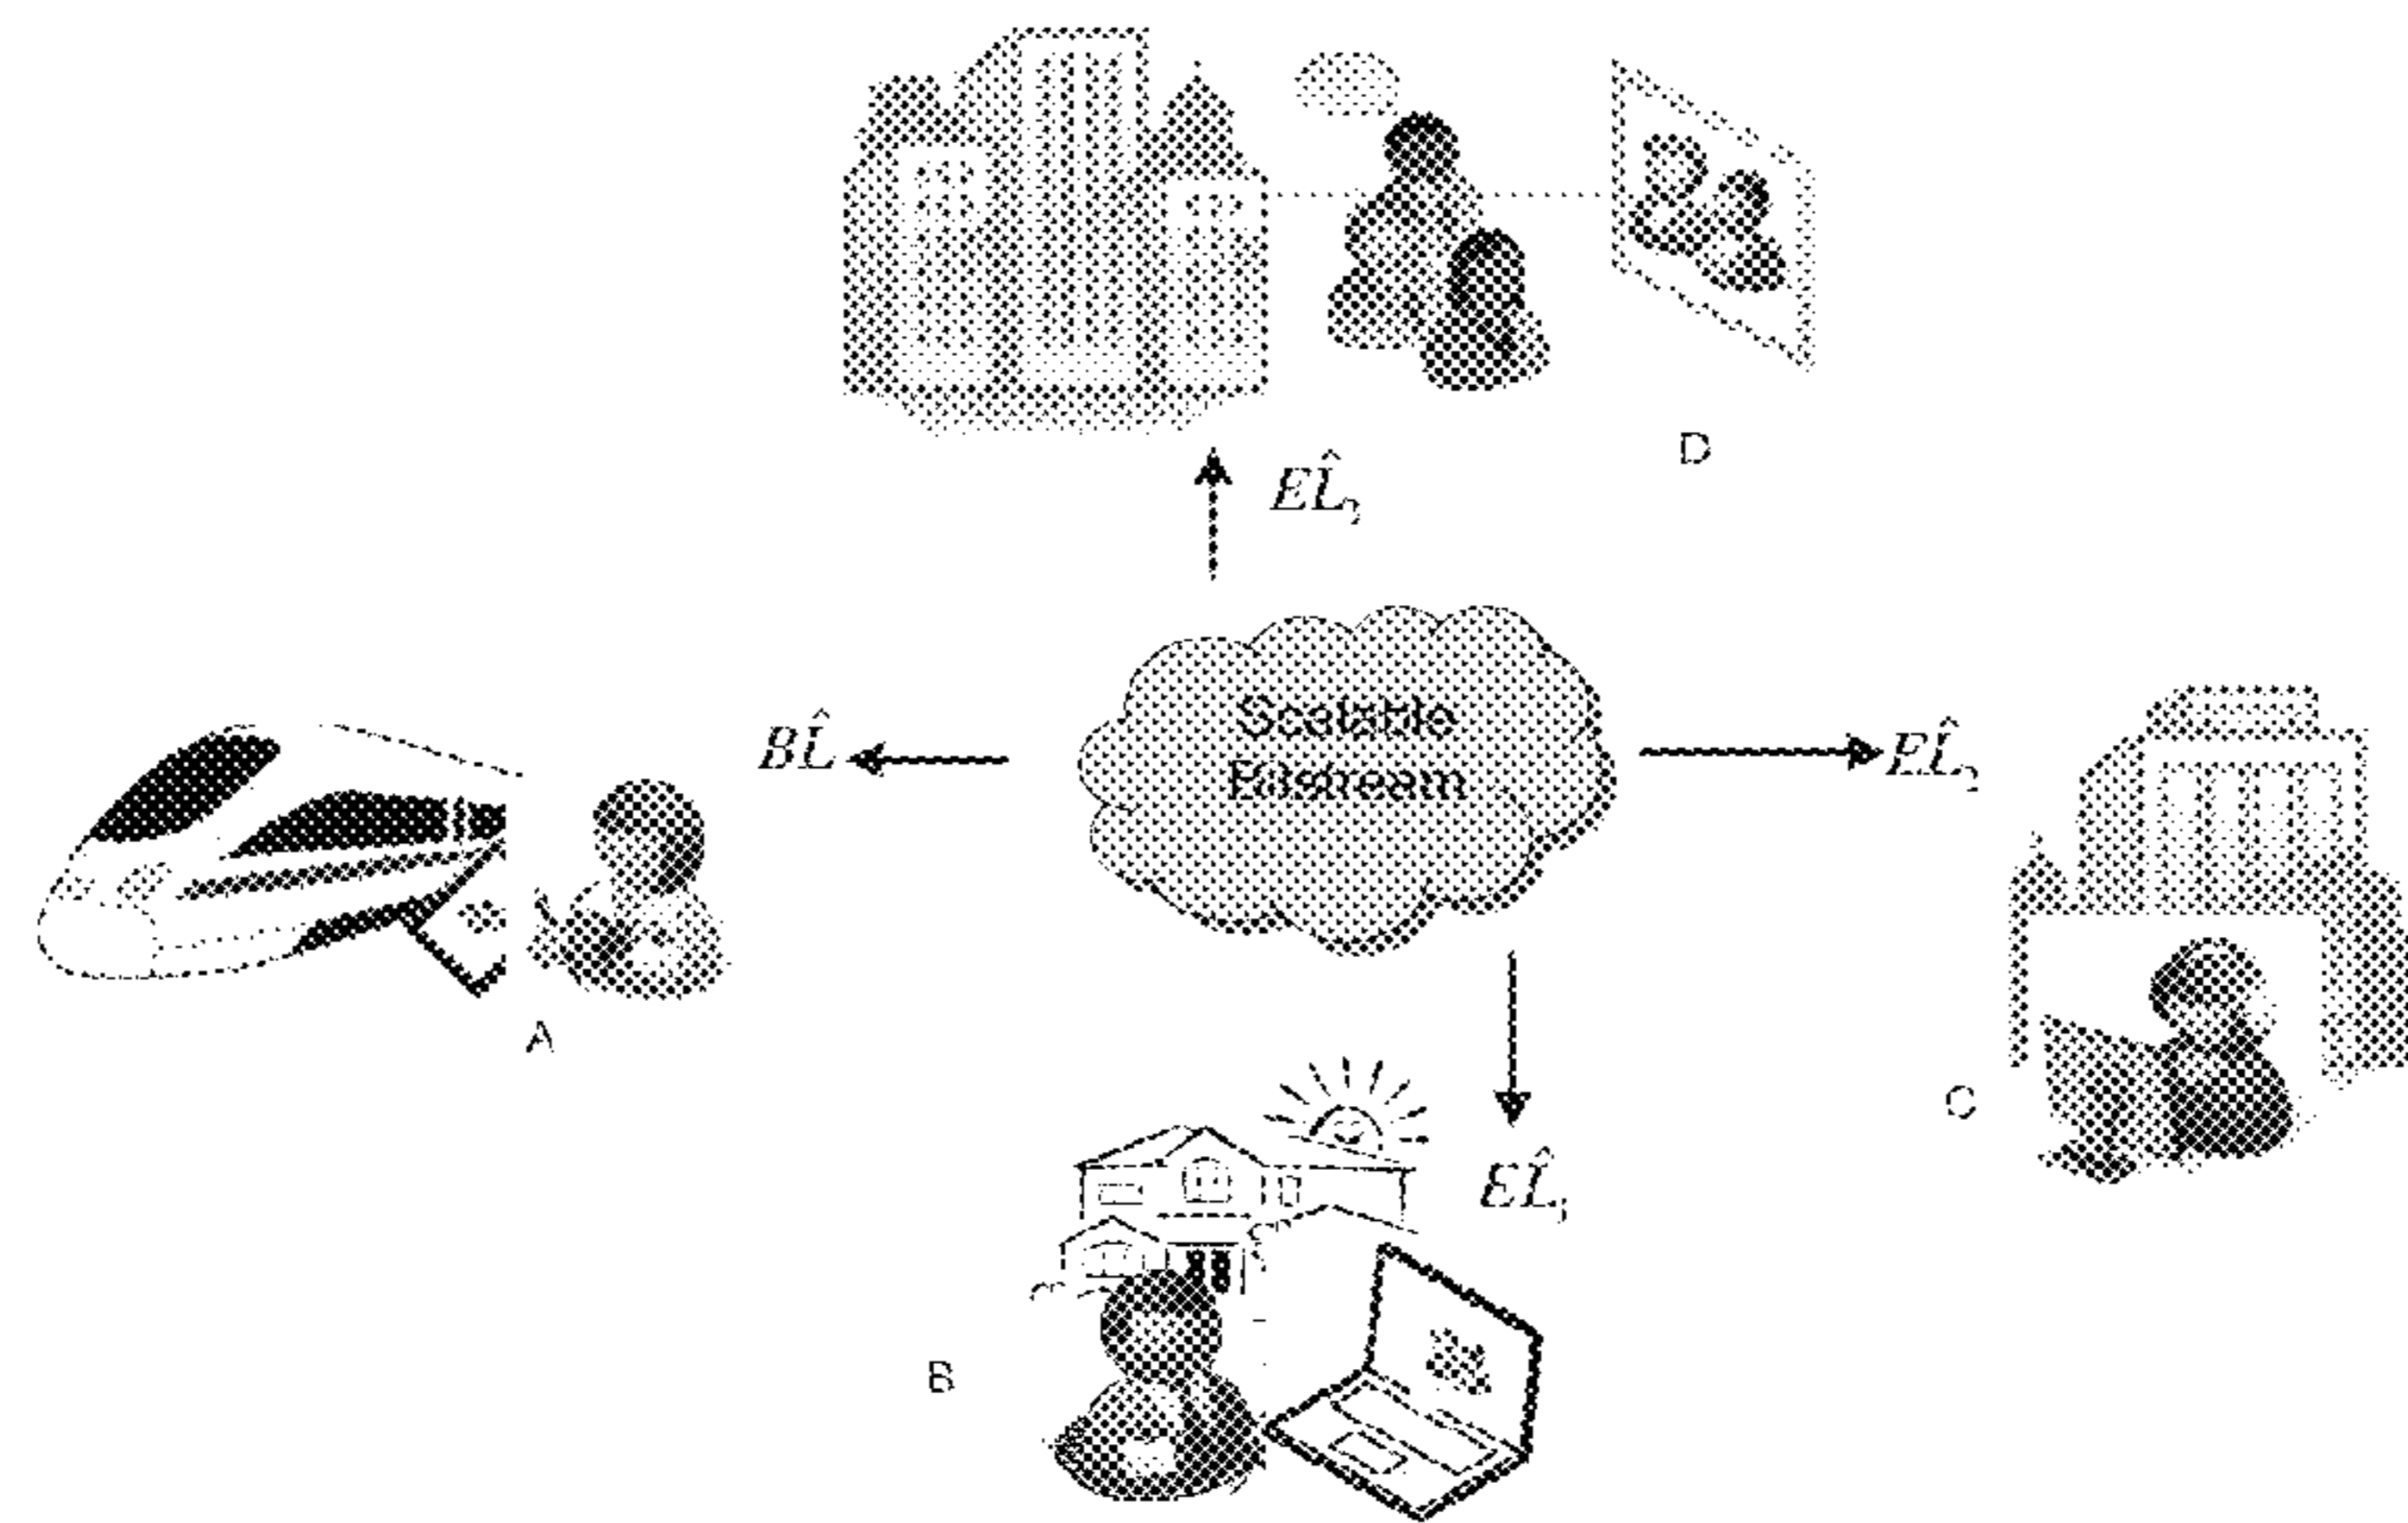 D
EL̂₂
Scalable
Bitstream
BL̂
EL̂₂
A
C
EL̂₁
B